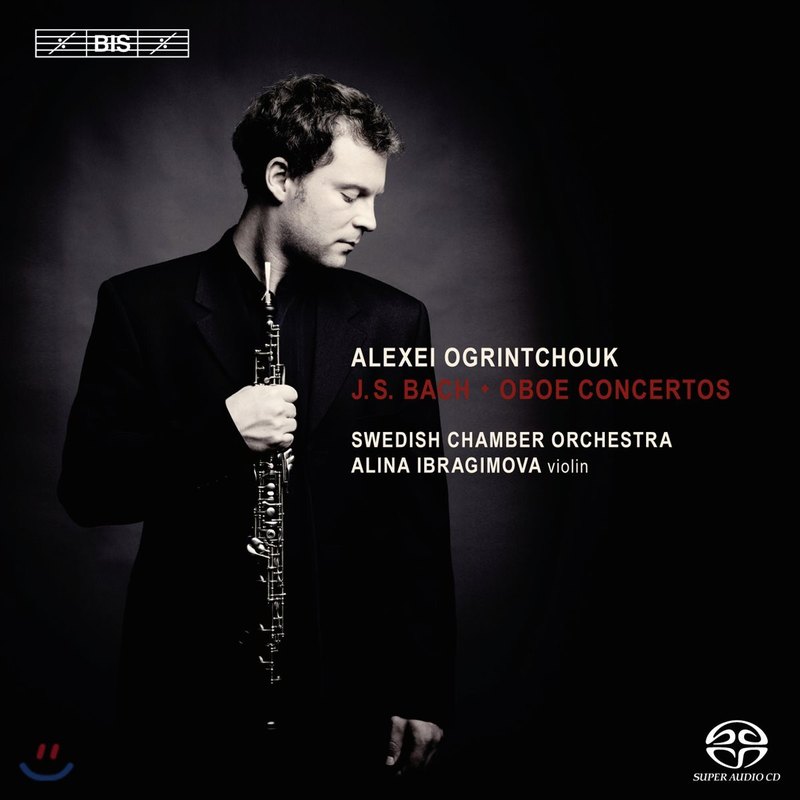 BIS
ALEXEI OGRINTCHOUK
J. S. BACH • OBOE CONCERTOS
SWEDISH CHAMBER ORCHESTRA
ALINA IBRAGIMOVA violin
SUPER AUDIO CD